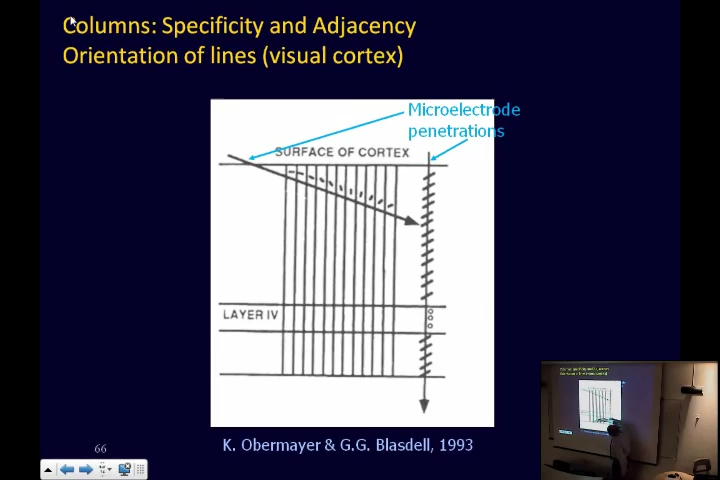 Columns: Specificity and Adjacency
Orientation of lines (visual cortex)
Microelectrode
penetrations
SURFACE OF CORTEX
LAYER IV
66
K. Obermayer & G.G. Blasdell, 1993